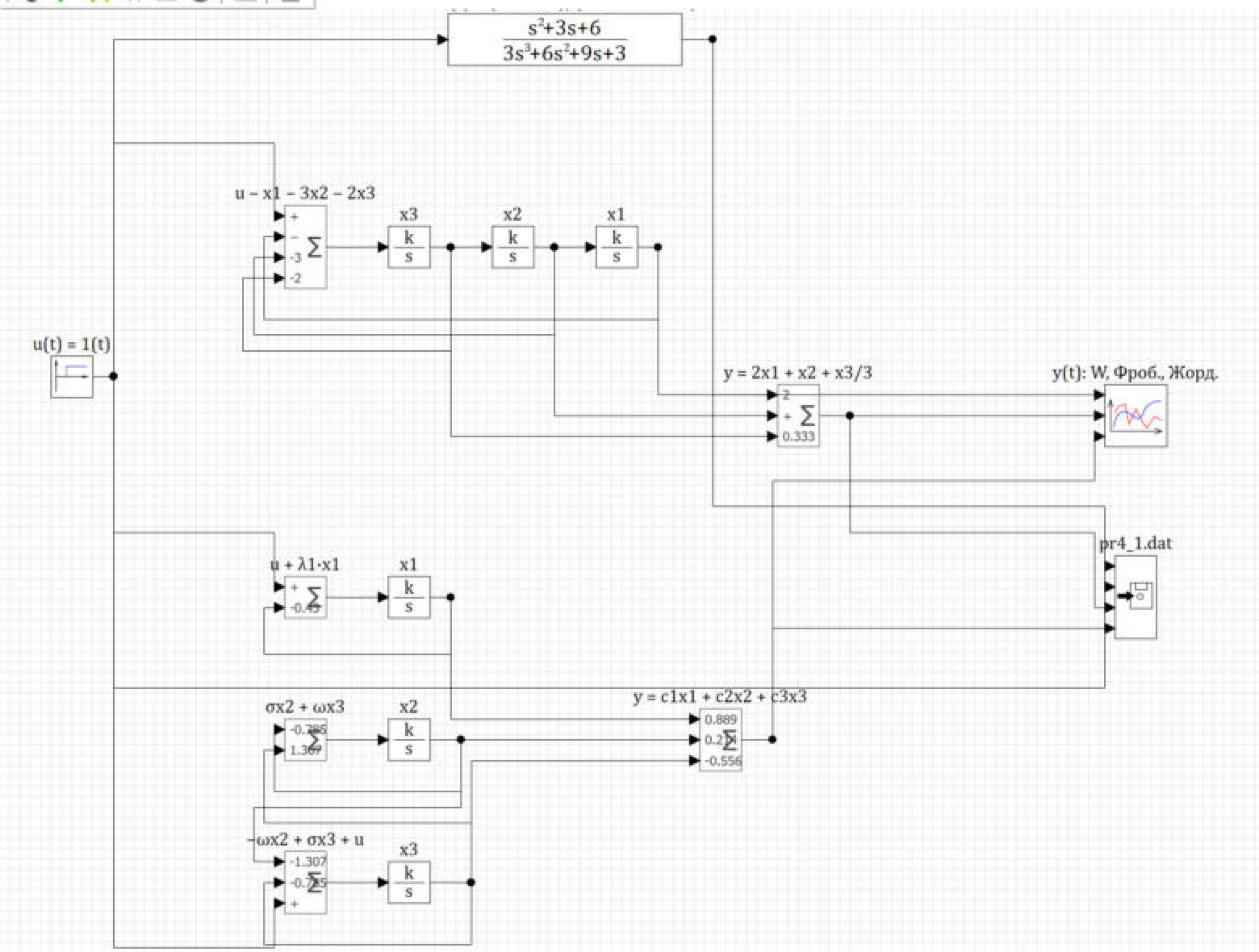 s²+3s+6
3s³+6s²+9s+3
u − x1 − 3x2 − 2x3
x3
x2
x1
+
−
-3
-2
Σ
k
s
k
s
k
s
u(t) = 1(t)
y = 2x1 + x2 + x3/3
2
+
0.333
Σ
y(t): W, Фроб., Жорд.
pr4_1.dat
u + λ1·x1
x1
+
Σ
k
s
y = c1x1 + c2x2 + c3x3
0.889
-0.556
Σ
σx2 + ωx3
x2
1.307
Σ
k
s
−ωx2 + σx3 + u
x3
-1.307
+
Σ
k
s